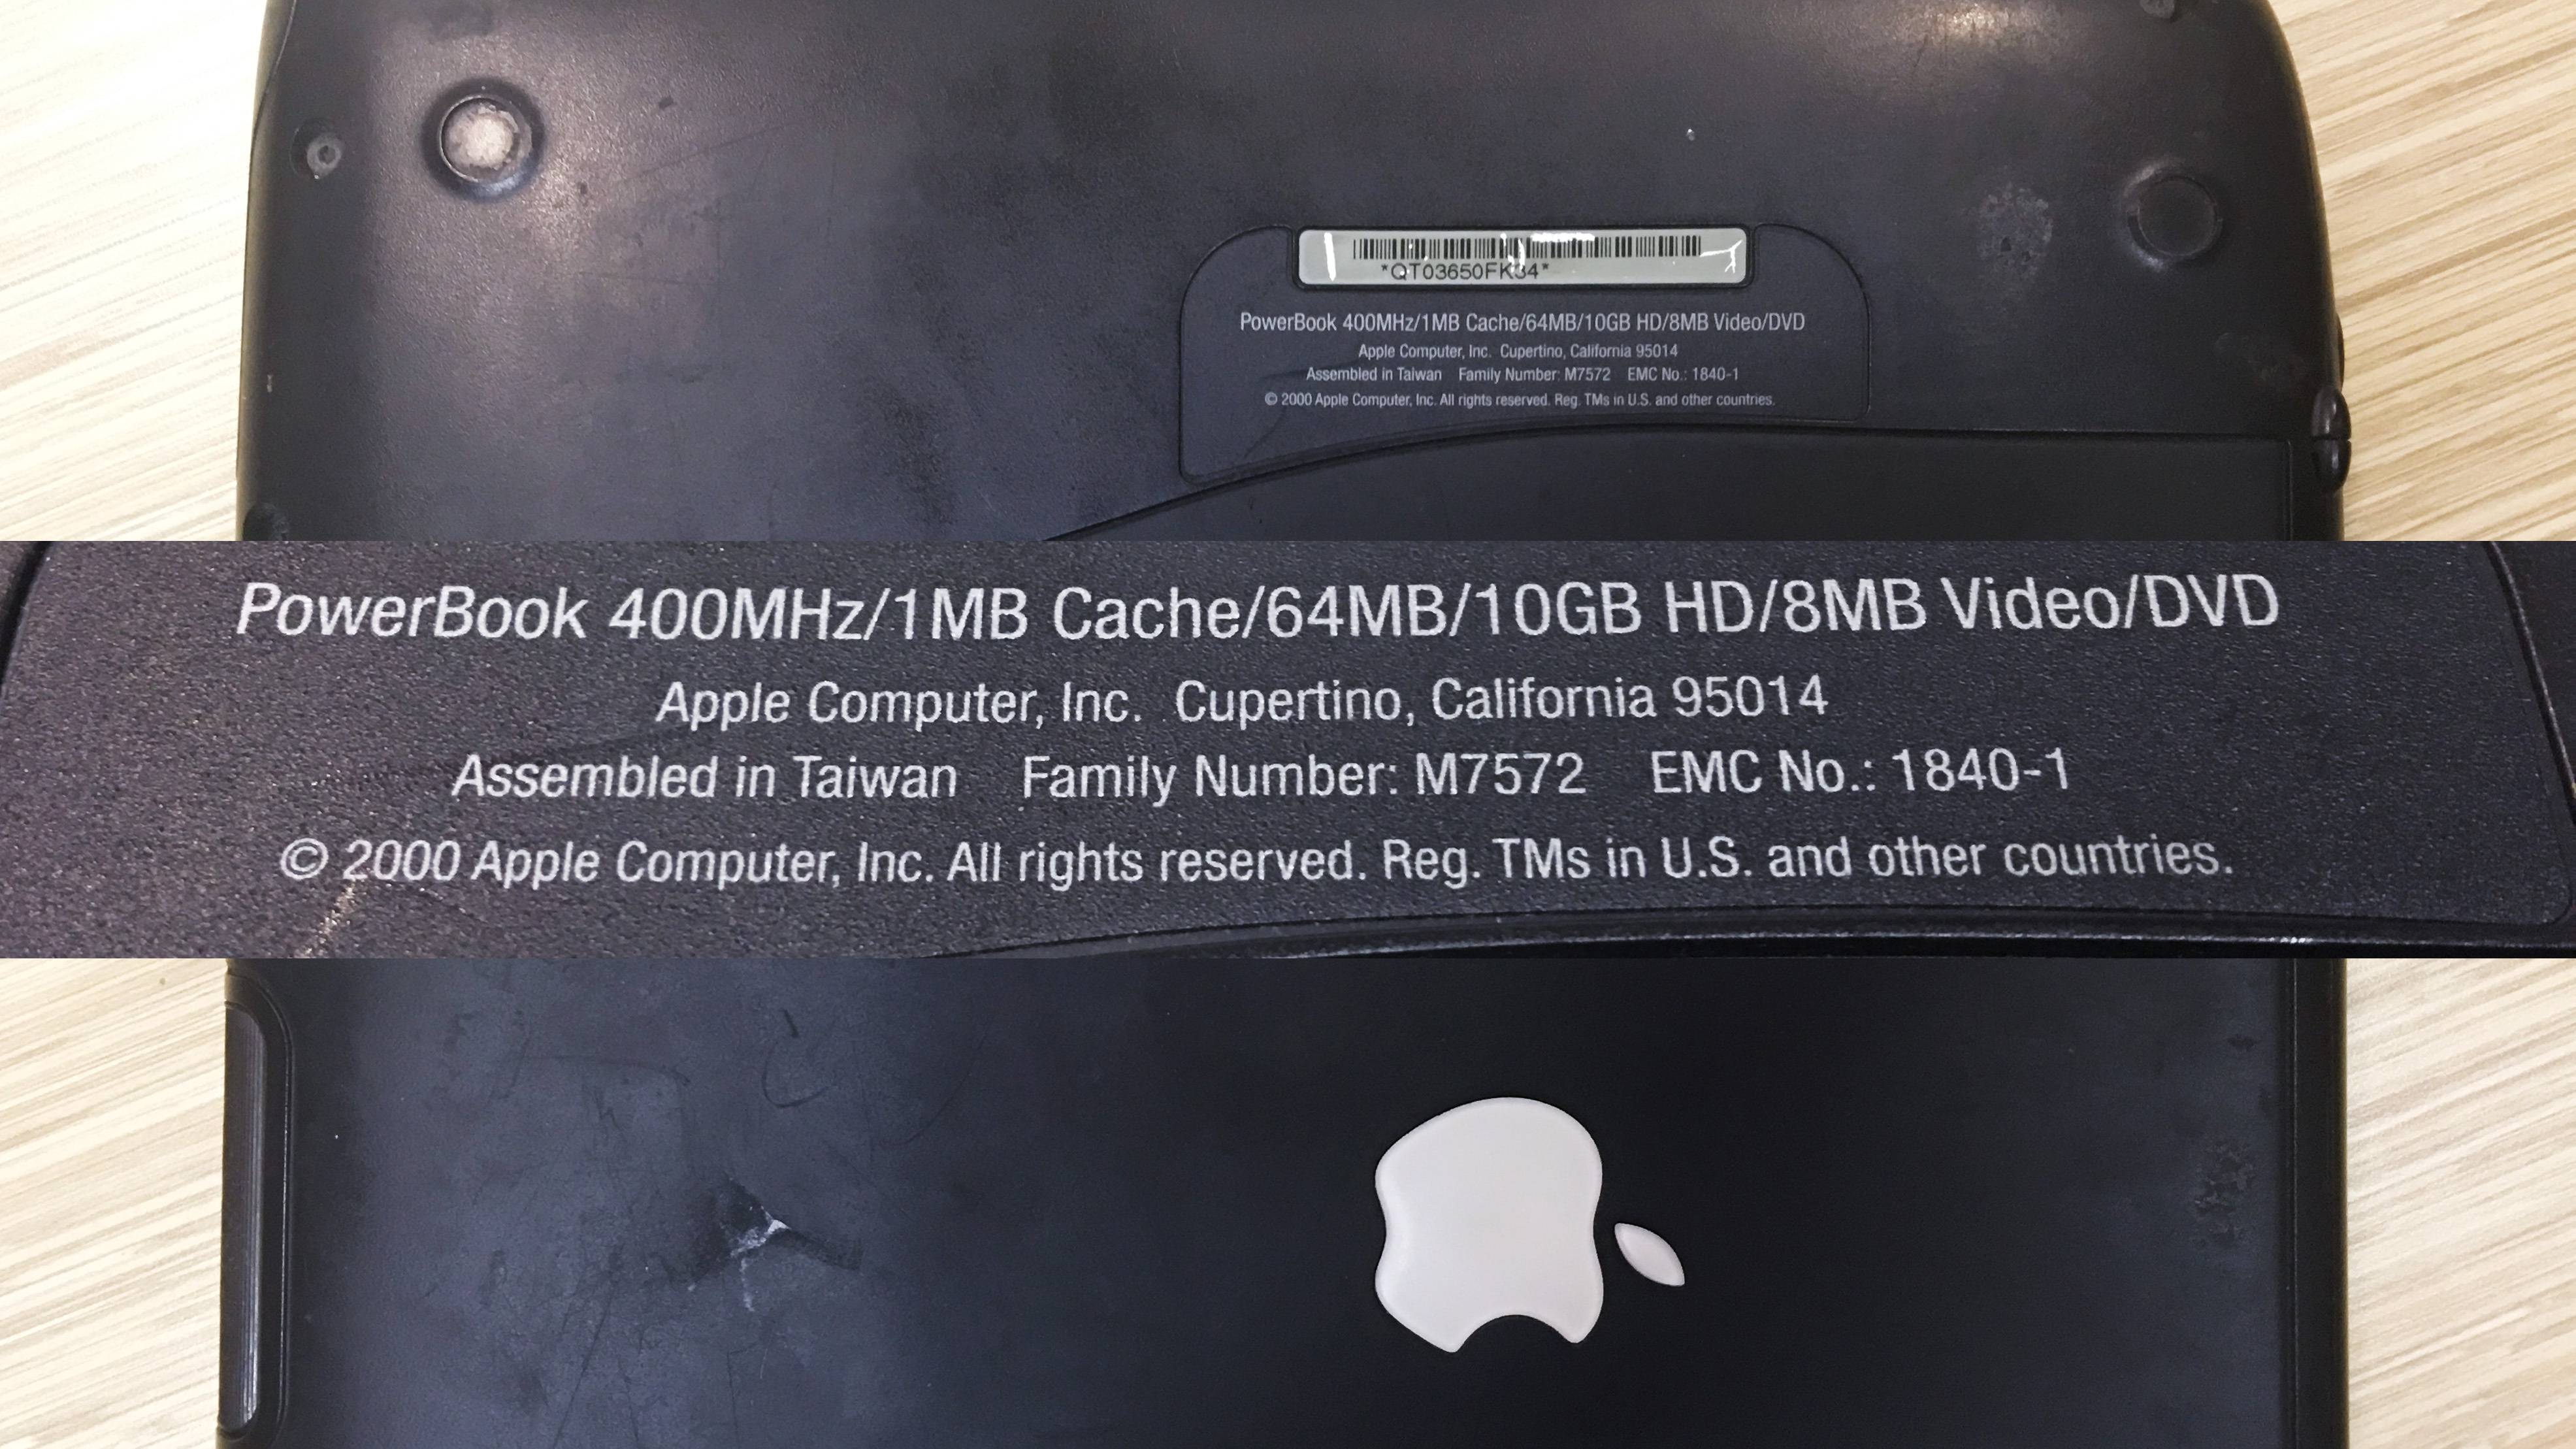 *QT03650FK34*
PowerBook 400MHz/1MB Cache/64MB/10GB HD/8MB Video/DVD
Apple Computer, Inc. Cupertino, California 95014
Assembled in Taiwan Family Number: M7572 EMC No.: 1840-1
© 2000 Apple Computer, Inc. All rights reserved. Reg. TMs in U.S. and other countries.
PowerBook 400MHz/1MB Cache/64MB/10GB HD/8MB Video/DVD
Apple Computer, Inc. Cupertino, California 95014
Assembled in Taiwan Family Number: M7572 EMC No.: 1840-1
© 2000 Apple Computer, Inc. All rights reserved. Reg. TMs in U.S. and other countries.